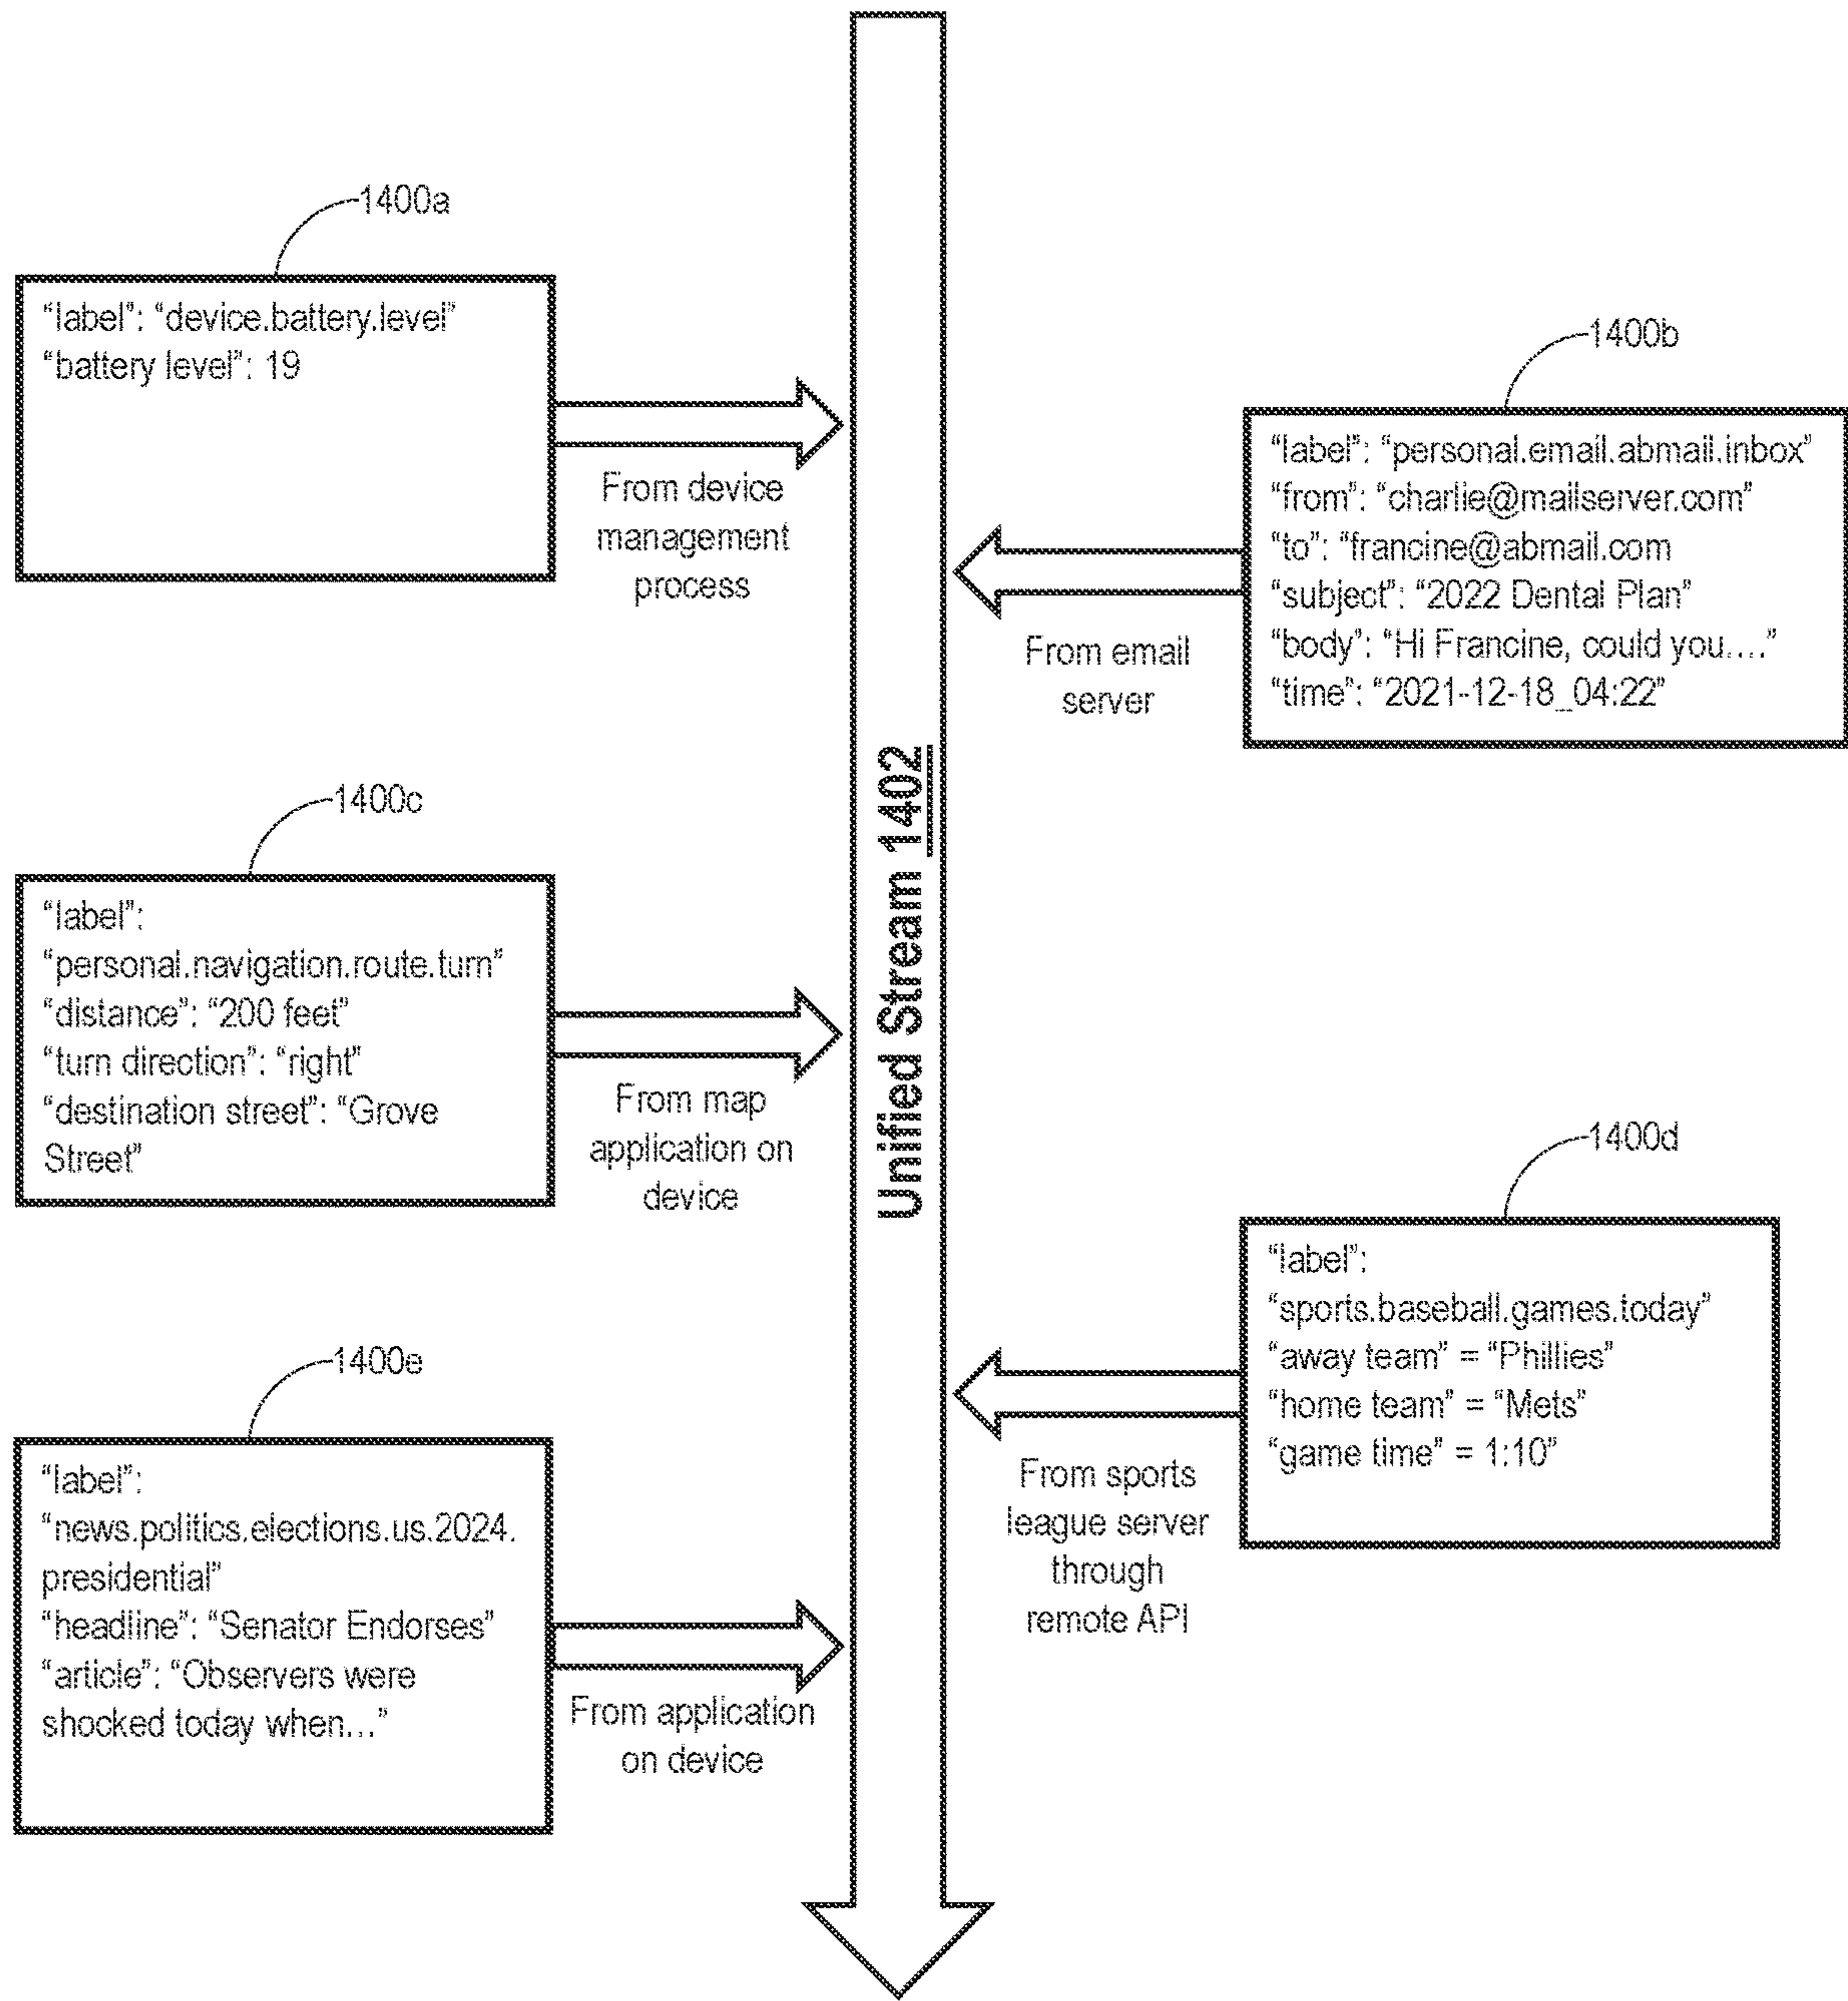 1400a
"label": "device.battery.level"
"battery level": 19
From device
management
process
1400b
"label": "personal.email.abmail.inbox"
"from": "charlie@mailserver.com"
"to": "francine@abmail.com
"subject": "2022 Dental Plan"
"body": "Hi Francine, could you...."
"time": "2021-12-18_04:22"
From email
server
Unified Stream 1402
1400c
"label":
"personal.navigation.route.turn"
"distance": "200 feet"
"turn direction": "right"
"destination street": "Grove
Street"
From map
application on
device
1400d
"label":
"sports.baseball.games.today"
"away team" = "Phillies"
"home team" = "Mets"
"game time" = 1:10"
From sports
league server
through
remote API
1400e
"label":
"news.politics.elections.us.2024.
presidential"
"headline": "Senator Endorses"
"article": "Observers were
shocked today when..."
From application
on device